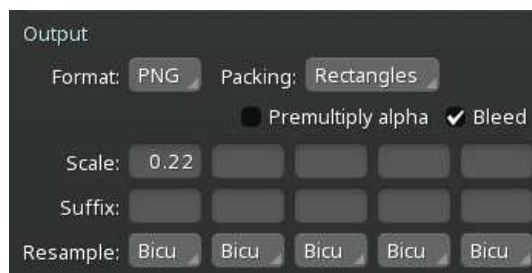 Output
Format: PNG Packing: Rectangles
Premultiply alpha Bleed
Scale: 0.22
Suffix:
Resample: Bicu Bicu Bicu Bicu Bicu